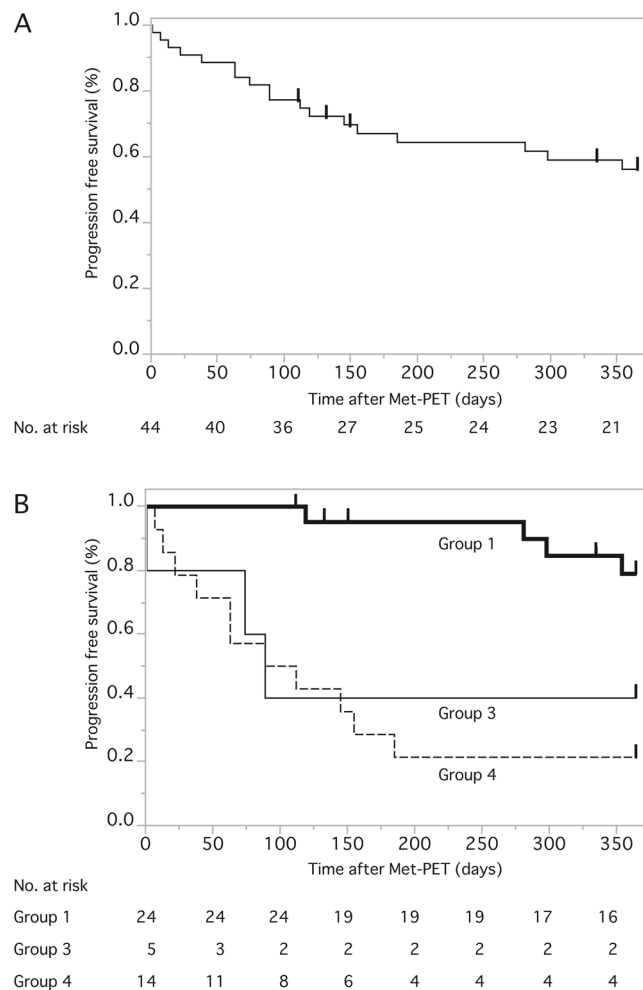 A
Progression free survival (%)
1.0
0.8
0.6
0.4
0.2
0.0
0 50 100 150 200 250 300 350
Time after Met-PET (days)
No. at risk 44 40 36 27 25 24 23 21
B
Progression free survival (%)
1.0
0.8
0.6
0.4
0.2
0.0
Group 1
Group 3
Group 4
0 50 100 150 200 250 300 350
Time after Met-PET (days)
No. at risk
Group 1 24 24 24 19 19 19 17 16
Group 3 5 3 2 2 2 2 2 2
Group 4 14 11 8 6 4 4 4 4